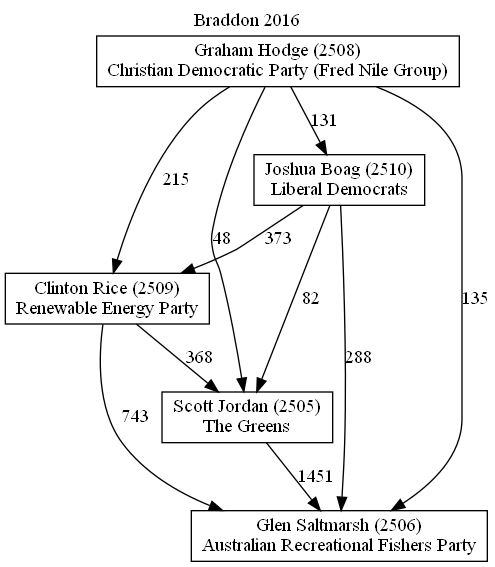 Braddon 2016
Graham Hodge (2508)
Christian Democratic Party (Fred Nile Group)
131
Joshua Boag (2510)
Liberal Democrats
215
48
373
Clinton Rice (2509)
Renewable Energy Party
82
135
368
288
Scott Jordan (2505)
The Greens
743
1451
Glen Saltmarsh (2506)
Australian Recreational Fishers Party